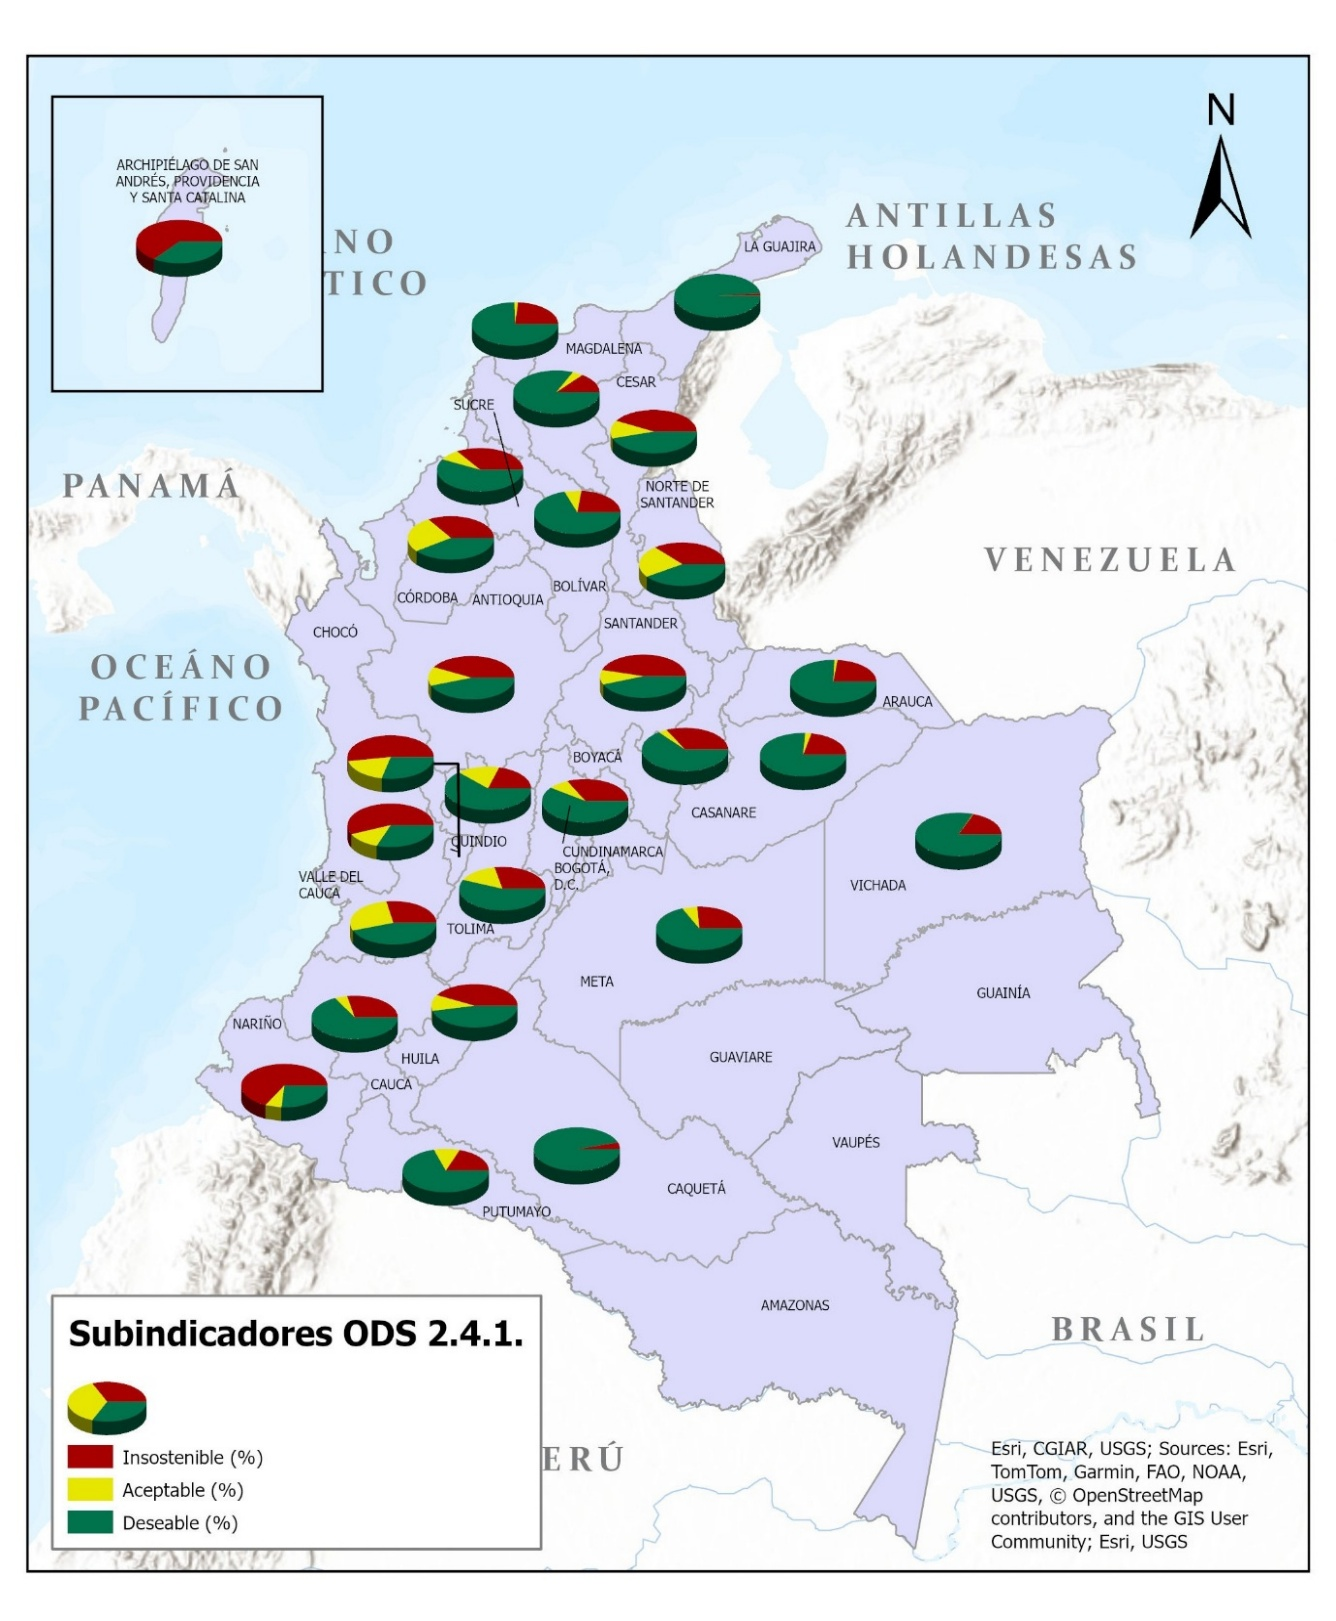 N
ARCHIPIÉLAGO DE SAN
ANDRÉS, PROVIDENCIA
Y SANTA CATALINA
NO
TICO
ANTILLAS
HOLANDESAS
LA GUAJIRA
MAGDALENA
CESAR
SUCRE
PANAMÁ
NORTE DE
SANTANDER
VENEZUELA
BOLÍVAR
CÓRDOBA
ANTIOQUIA
SANTANDER
CHOCÓ
OCEÁNO
PACÍFICO
ARAUCA
BOYACÁ
CASANARE
QUINDIO
CUNDINAMARCA
BOGOTÁ,
D.C.
VALLE DEL
CAUCA
VICHADA
TOLIMA
META
GUAINÍA
NARIÑO
HUILA
GUAVIARE
CAUCA
VAUPÉS
CAQUETÁ
PUTUMAYO
AMAZONAS
BRASIL
ERÚ
Subindicadores ODS 2.4.1.
Insostenible (%)
Aceptable (%)
Deseable (%)
Esri, CGIAR, USGS; Sources: Esri,
TomTom, Garmin, FAO, NOAA,
USGS, © OpenStreetMap
contributors, and the GIS User
Community; Esri, USGS